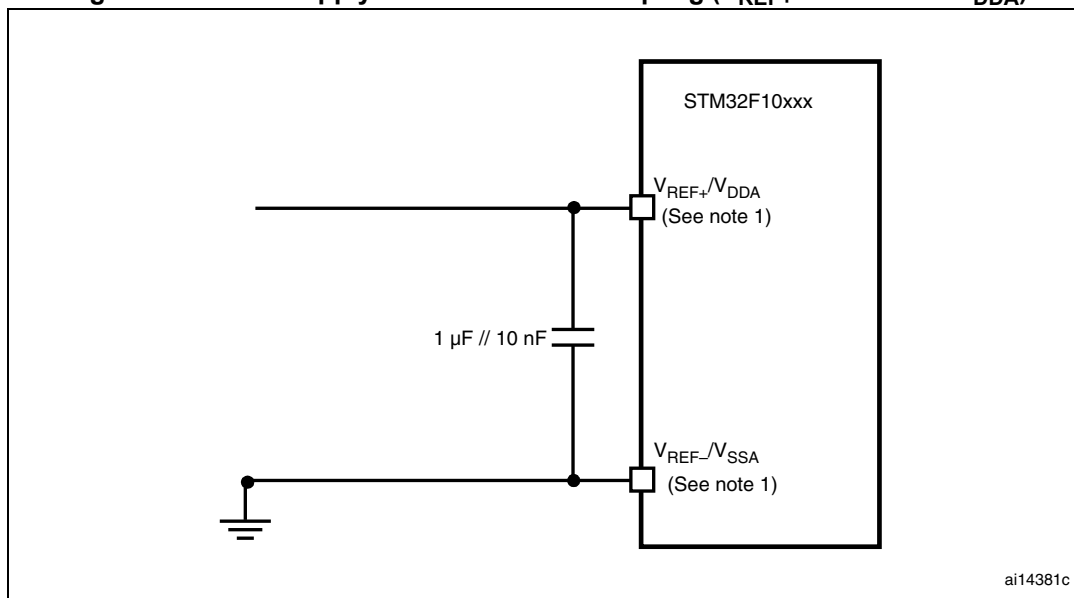 STM32F10xxx
VREF+/VDDA
(See note 1)
1 µF // 10 nF
VREF–/VSSA
(See note 1)
ai14381c